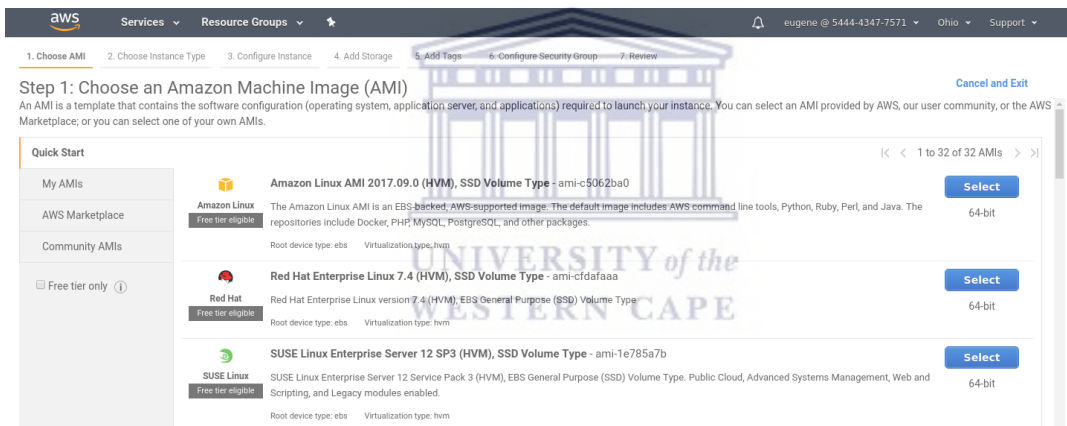 aws Services Resource Groups eugene @ 5444-4347-7571 Ohio Support
1. Choose AMI 2. Choose Instance Type 3. Configure Instance 4. Add Storage 5. Add Tags 6. Configure Security Group 7. Review
Step 1: Choose an Amazon Machine Image (AMI)
Cancel and Exit
An AMI is a template that contains the software configuration (operating system, application server, and applications) required to launch your instance. You can select an AMI provided by AWS, our user community, or the AWS
Marketplace; or you can select one of your own AMIs.
Quick Start
1 to 32 of 32 AMIs
My AMIs
AWS Marketplace
Community AMIs
Free tier only
Amazon Linux
Free tier eligible
Amazon Linux AMI 2017.09.0 (HVM), SSD Volume Type - ami-c5062ba0
The Amazon Linux AMI is an EBS-backed, AWS-supported image. The default image includes AWS command line tools, Python, Ruby, Perl, and Java. The
repositories include Docker, PHP, MySQL, PostgreSQL, and other packages.
Root device type: ebs Virtualization type: hvm
Select
64-bit
UNIVERSITY of the
WESTERN CAPE
Red Hat
Free tier eligible
Red Hat Enterprise Linux 7.4 (HVM), SSD Volume Type - ami-cfdafaaa
Red Hat Enterprise Linux version 7.4 (HVM), EBS General Purpose (SSD) Volume Type
Root device type: ebs Virtualization type: hvm
Select
64-bit
SUSE Linux
Free tier eligible
SUSE Linux Enterprise Server 12 SP3 (HVM), SSD Volume Type - ami-1e785a7b
SUSE Linux Enterprise Server 12 Service Pack 3 (HVM), EBS General Purpose (SSD) Volume Type. Public Cloud, Advanced Systems Management, Web and
Scripting, and Legacy modules enabled.
Root device type: ebs Virtualization type: hvm
Select
64-bit